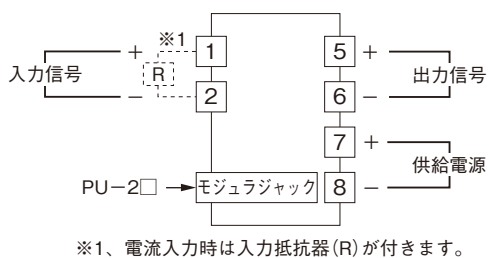 ※1
入力信号
+
−
R
1
2
5
+
6
−
出力信号
7
+
8
−
供給電源
PU−2□
モジュラジャック
※1、電流入力時は入力抵抗器(R)が付きます。